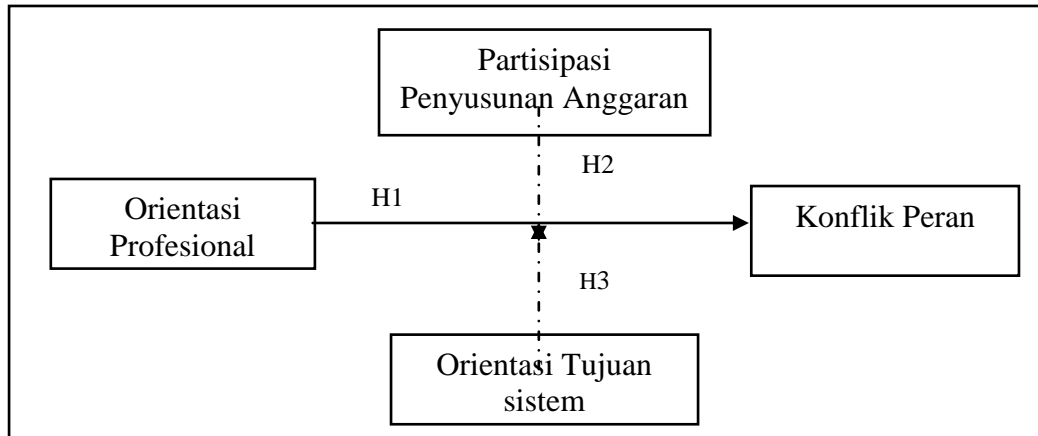 Partisipasi
Penyusunan Anggaran
H2
H1
Orientasi
Profesional
Konflik Peran
H3
Orientasi Tujuan
sistem